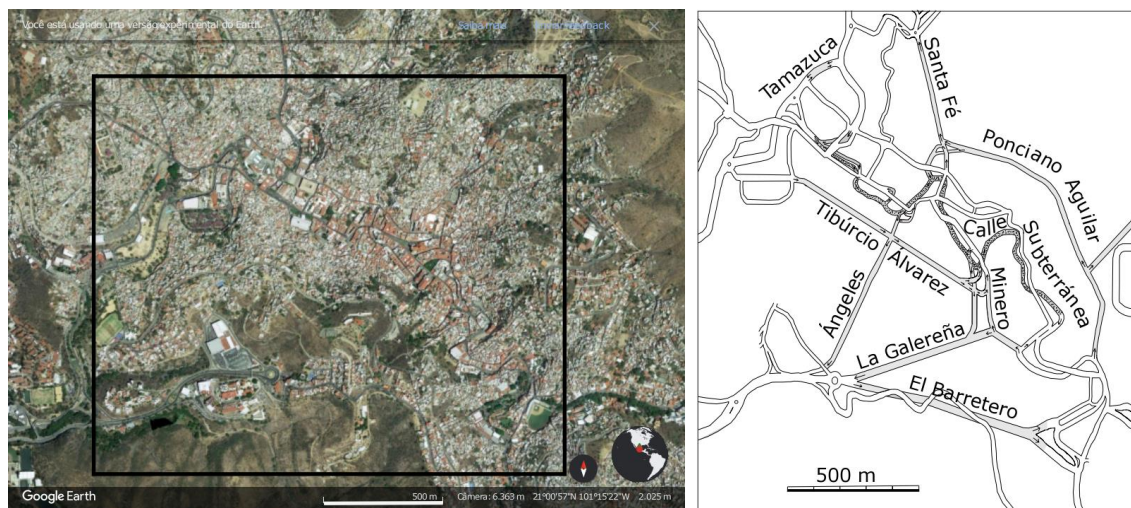 Você está usando uma versão experimental do Earth.
Saiba mais
feedback
Google Earth
500 m
Câmera: 6.363 m
21°00'57"N 101°15'22"W
2.025 m
Tamazuca
Santa Fé
Ponciano Aguilar
Tibúrcio Álvarez
Calle Subterránea
Ángeles
Minero
La Galereña
El Barretero
500 m